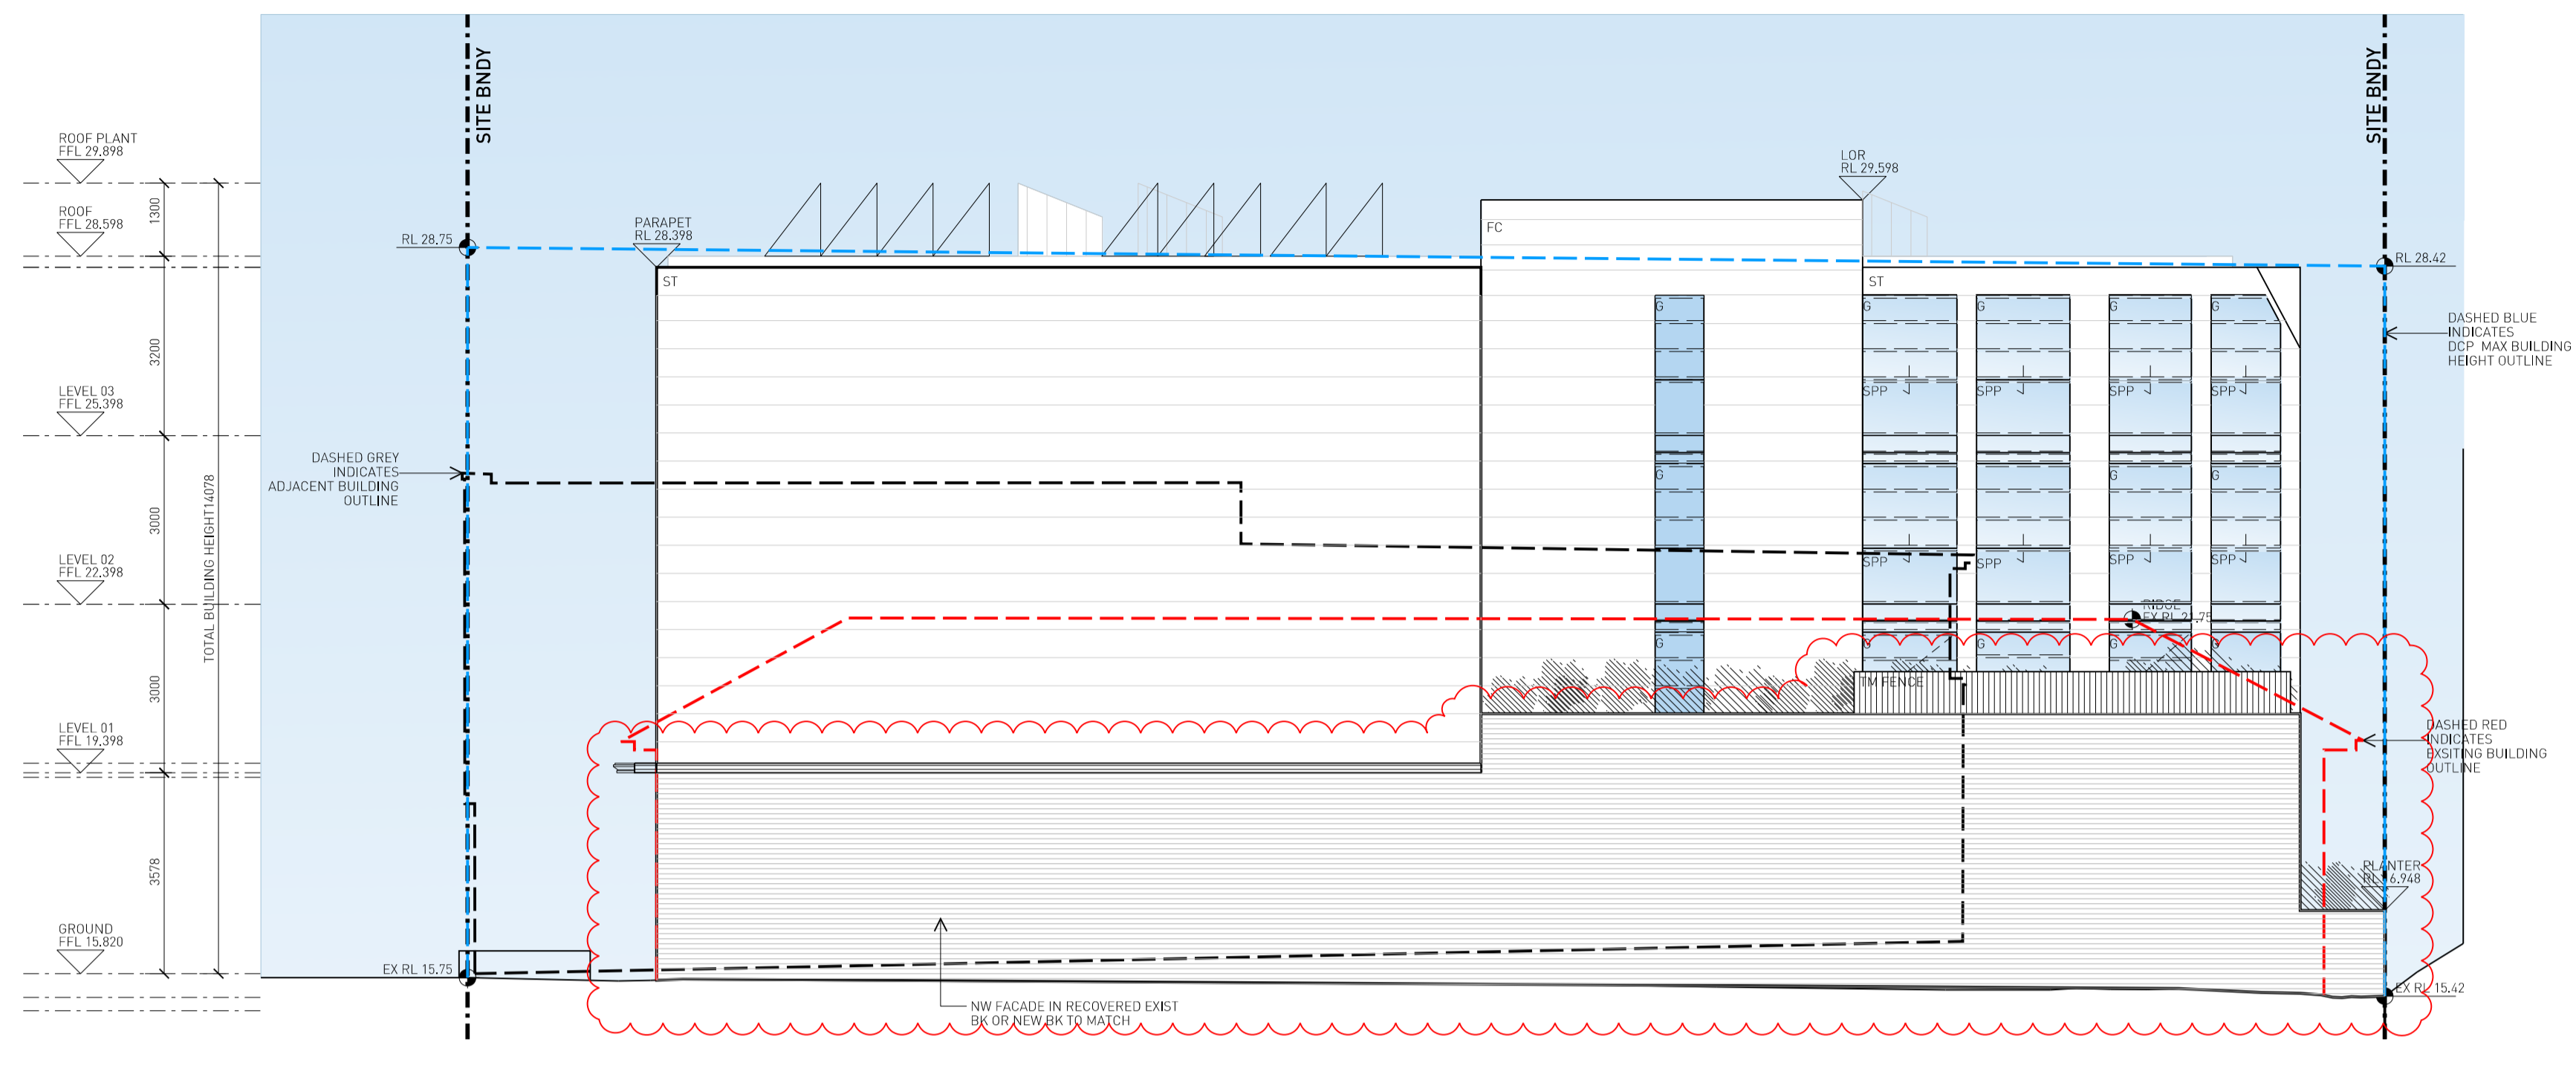 SITE BNDY
SITE BNDY
ROOF PLANT
FFL 29.898
1300
ROOF
FFL 28.598
3200
LEVEL 03
FFL 25.398
3000
LEVEL 02
FFL 22.398
3000
LEVEL 01
FFL 19.398
3578
GROUND
FFL 15.820
TOTAL BUILDING HEIGHT14078
RL 28.75
PARAPET
RL 28.398
LOR
RL 29.598
RL 28.42
DASHED BLUE
INDICATES
DCP MAX BUILDING
HEIGHT OUTLINE
DASHED GREY
INDICATES
ADJACENT BUILDING
OUTLINE
ST
FC
ST
G
G
G
G
G
SPP
SPP
SPP
SPP
G
G
G
SPP
SPP
SPP
SPP
RIDGE
EX RL 21.75
G
G
G
G
TM FENCE
DASHED RED
INDICATES
EXSITING BUILDING
OUTLINE
PLANTER
EX RL 15.75
EX RL 15.42
NW FACADE IN RECOVERED EXIST
BK OR NEW BK TO MATCH